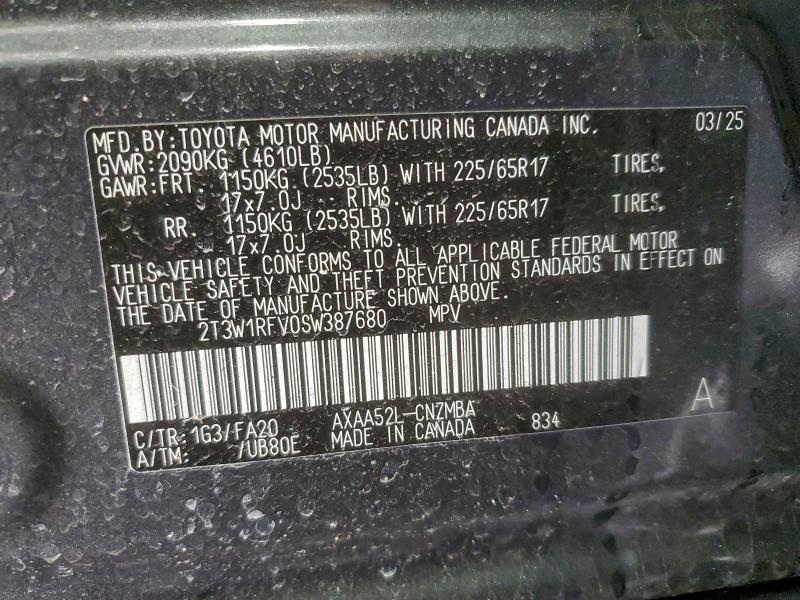 MFD.BY:TOYOTA MOTOR MANUFACTURING CANADA INC. 03/25
GVWR:2090KG (4610LB)
GAWR:FRT. 1150KG (2535LB) WITH 225/65R17 TIRES,
17x7.0J RIMS.
RR. 1150KG (2535LB) WITH 225/65R17 TIRES,
17x7.0J RIMS.
THIS VEHICLE CONFORMS TO ALL APPLICABLE FEDERAL MOTOR
VEHICLE SAFETY AND THEFT PREVENTION STANDARDS IN EFFECT ON
THE DATE OF MANUFACTURE SHOWN ABOVE.
2T3W1RFV0SW387680 MPV
C/TR:1G3/FA20 AXAA52L-CNZMBA 834 A
A/TM: /UB80E MADE IN CANADA